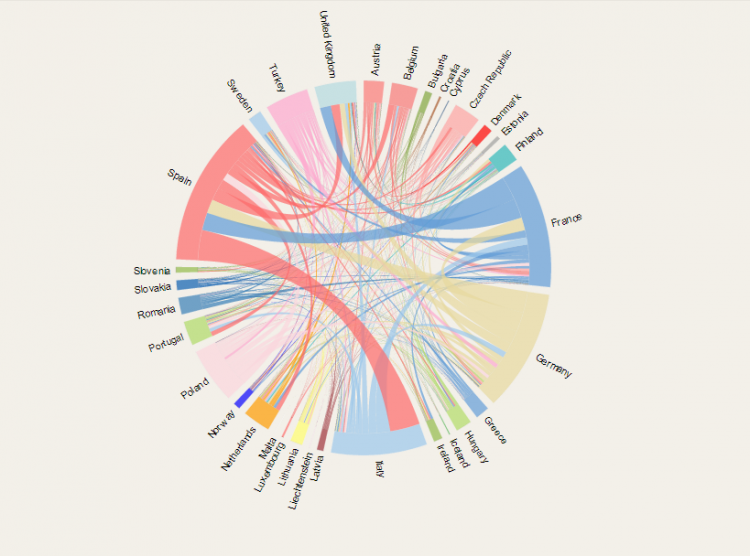 United Kingdom
Austria
Belgium
Bulgaria
Croatia
Cyprus
Czech Republic
Denmark
Estonia
Finland
France
Germany
Greece
Hungary
Iceland
Ireland
Italy
Latvia
Liechtenstein
Lithuania
Luxembourg
Malta
Netherlands
Norway
Poland
Portugal
Romania
Slovakia
Slovenia
Spain
Sweden
Turkey